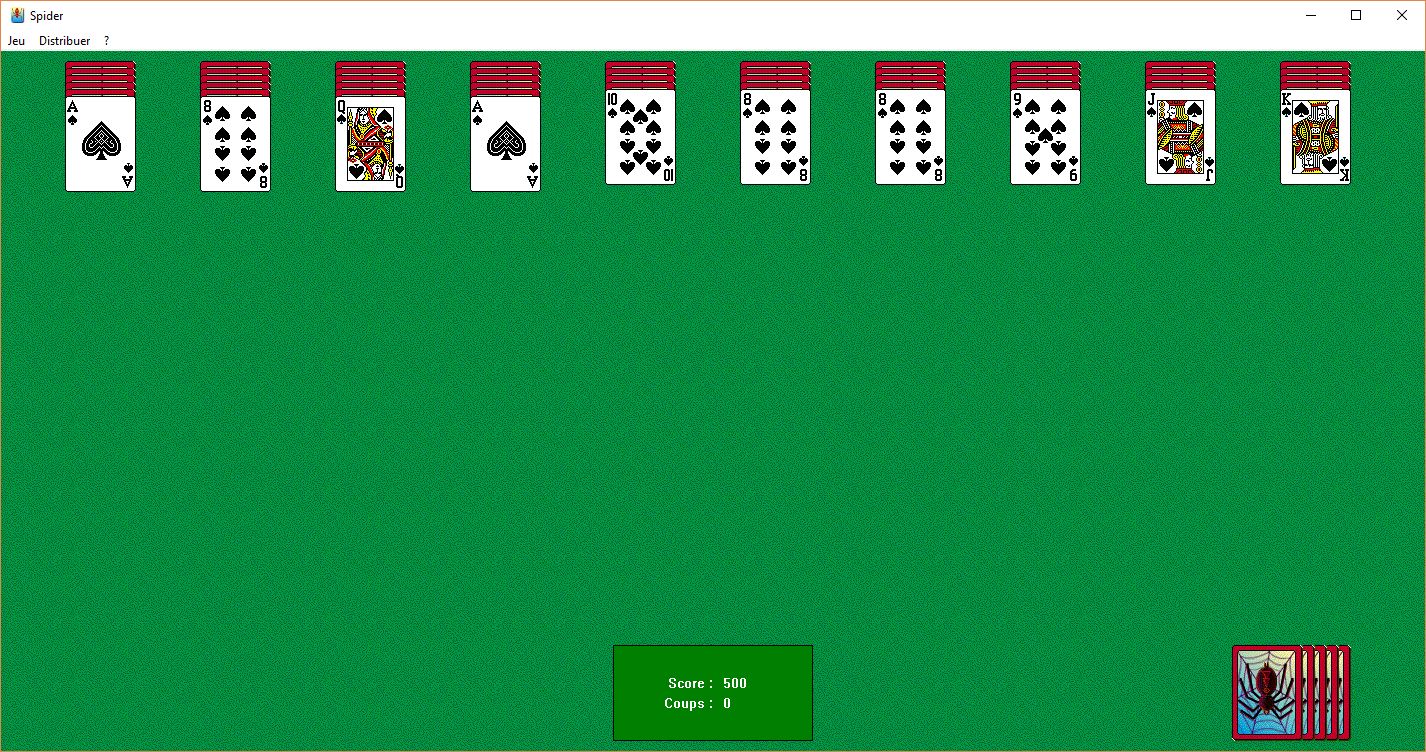 Spider
Jeu Distribuer ?
A 8 Q A 10 8 8 9 J K
A 8 Q A 10 8 8 9 J K
Score : 500
Coups : 0